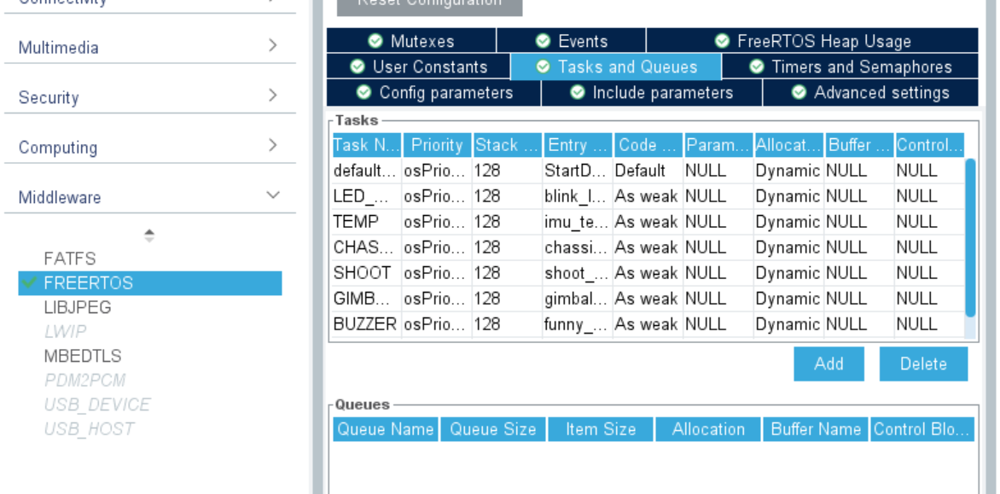 Connectivity
Multimedia
Security
Computing
Middleware
FATFS
FREERTOS
LIBJPEG
LWIP
MBEDTLS
PDM2PCM
USB_DEVICE
USB_HOST
Reset Configuration
Mutexes Events FreeRTOS Heap Usage
User Constants Tasks and Queues Timers and Semaphores
Config parameters Include parameters Advanced settings
Tasks
Task N... Priority Stack ... Entry ... Code ... Param... Allocat... Buffer ... Control...
default... osPrio... 128 StartD... Default NULL Dynamic NULL NULL
LED_... osPrio... 128 blink_l... As weak NULL Dynamic NULL NULL
TEMP osPrio... 128 imu_te... As weak NULL Dynamic NULL NULL
CHAS... osPrio... 128 chassi... As weak NULL Dynamic NULL NULL
SHOOT osPrio... 128 shoot_... As weak NULL Dynamic NULL NULL
GIMB... osPrio... 128 gimbal... As weak NULL Dynamic NULL NULL
BUZZER osPrio... 128 funny_... As weak NULL Dynamic NULL NULL
Add Delete
Queues
Queue Name Queue Size Item Size Allocation Buffer Name Control Blo...